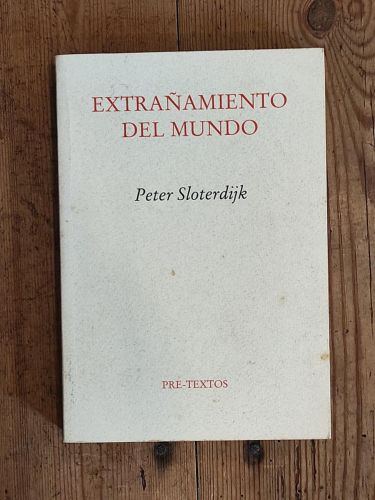 EXTRAÑAMIENTO
DEL MUNDO
Peter Sloterdijk
PRE-TEXTOS